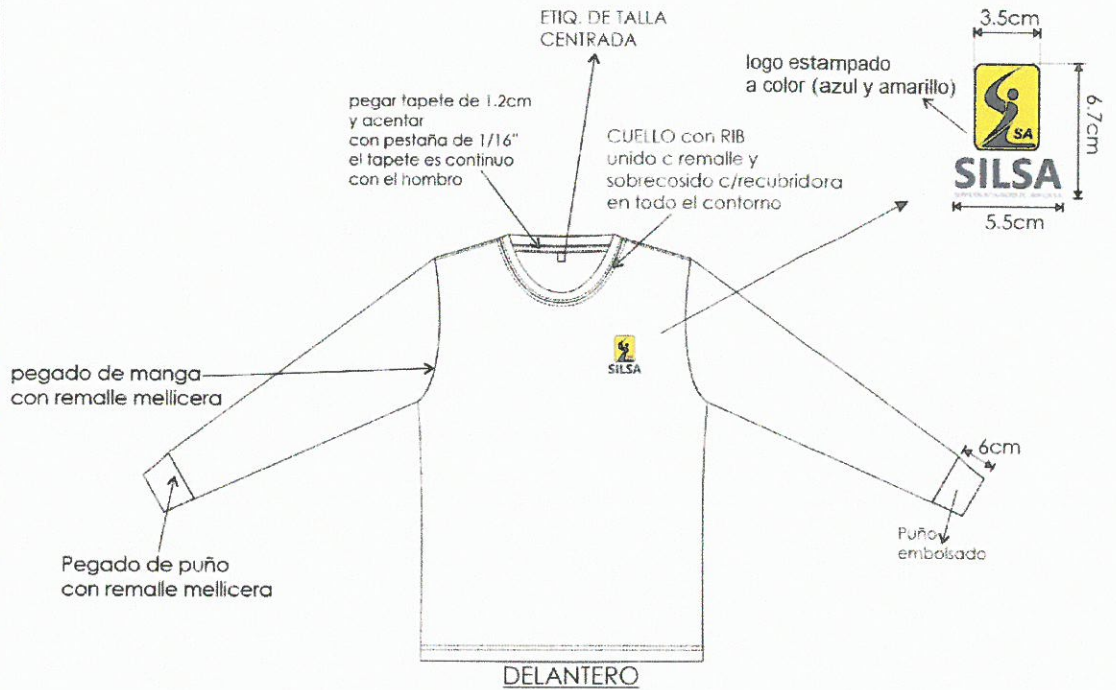 ETIQ. DE TALLA
CENTRADA
3.5cm
logo estampado
a color (azul y amarillo)
6.7cm
SA
SILSA
5.5cm
pegar tapete de 1.2cm
y acentar
con pestaña de 1/16"
el tapete es continuo
con el hombro
CUELLO con RIB
unido c remalle y
sobrecosido c/recubridora
en todo el contorno
SILSA
pegado de manga
con remalle mellicera
6cm
Puño
embolsado
Pegado de puño
con remalle mellicera
DELANTERO